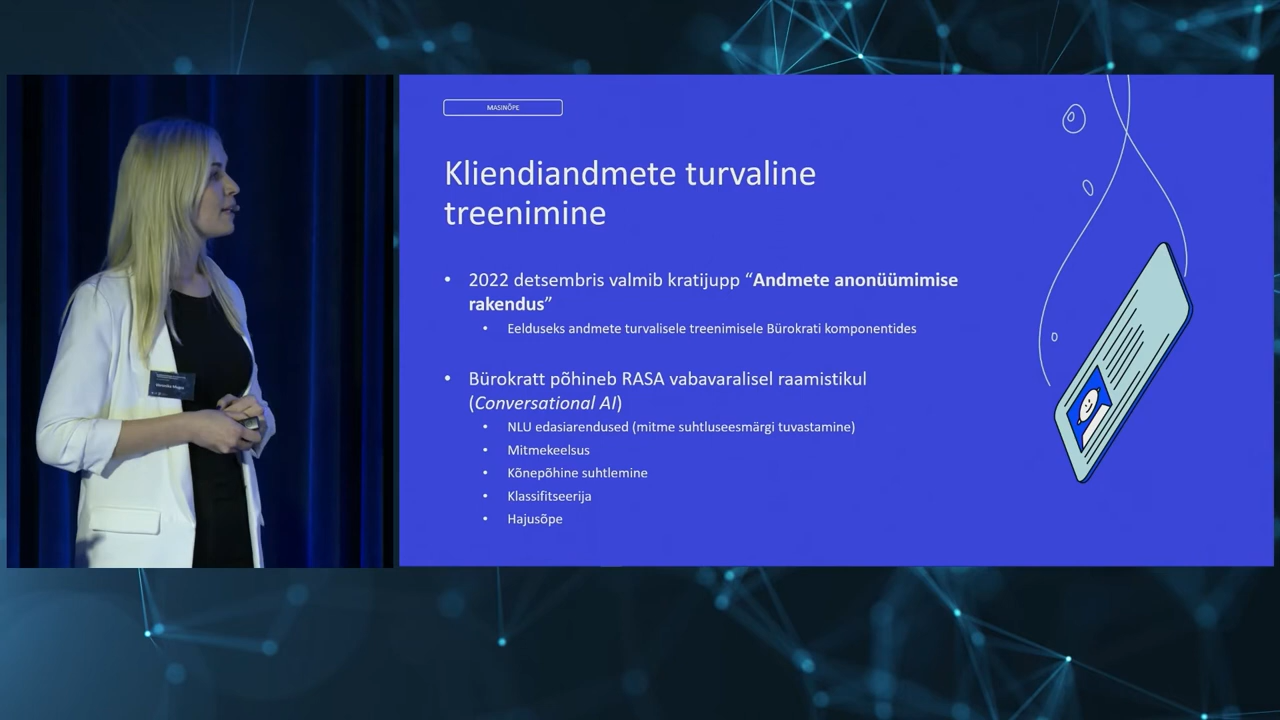 MASINÕPE
Kliendiandmete turvaline
treenimine
• 2022 detsembris valmib kratijupp “Andmete anonüümimise
rakendus”
• Eelduseks andmete turvalisele treenimisele Bürokrati komponentides
• Bürokratt põhineb RASA vabavaralisel raamistikul
(Conversational AI)
• NLU edasiarendused (mitme suhtluseesmärgi tuvastamine)
• Mitmekeelsus
• Kõnepõhine suhtlemine
• Klassifitseerija
• Hajusõpe